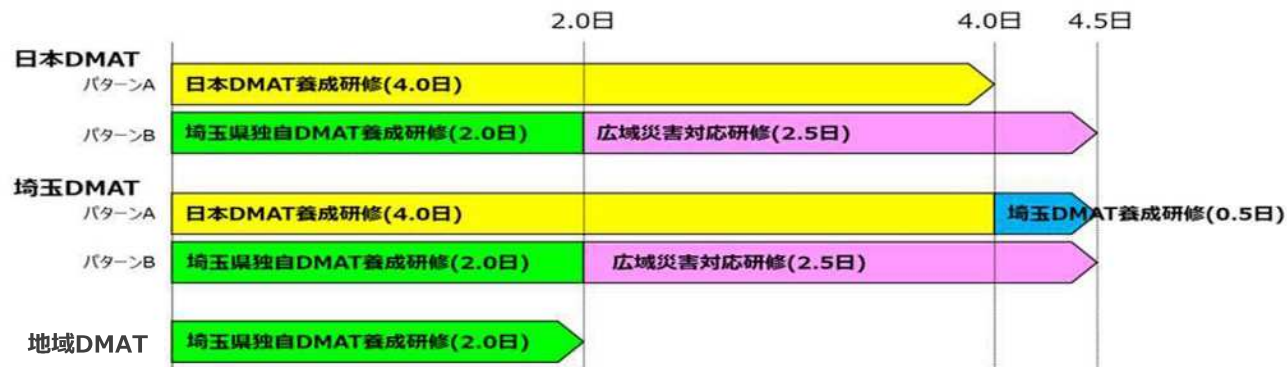 2.0日 4.0日 4.5日
日本DMAT
パターンA 日本DMAT養成研修(4.0日)
パターンB 埼玉県独自DMAT養成研修(2.0日) 広域災害対応研修(2.5日)
埼玉DMAT
パターンA 日本DMAT養成研修(4.0日) 埼玉DMAT養成研修(0.5日)
パターンB 埼玉県独自DMAT養成研修(2.0日) 広域災害対応研修(2.5日)
地域DMAT 埼玉県独自DMAT養成研修(2.0日)